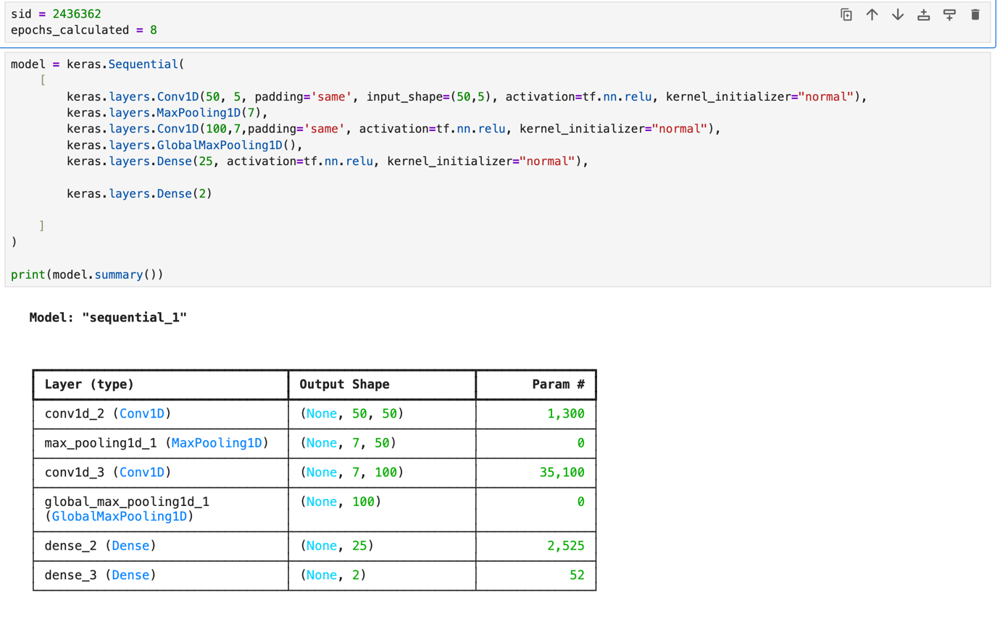 sid = 2436362
epochs_calculated = 8
model = keras.Sequential(
    [
        keras.layers.Conv1D(50, 5, padding='same', input_shape=(50,5), activation=tf.nn.relu, kernel_initializer="normal"),
        keras.layers.MaxPooling1D(7),
        keras.layers.Conv1D(100,7,padding='same', activation=tf.nn.relu, kernel_initializer="normal"),
        keras.layers.GlobalMaxPooling1D(),
        keras.layers.Dense(25, activation=tf.nn.relu, kernel_initializer="normal"),
        keras.layers.Dense(2)
    ]
)
print(model.summary())
Model: "sequential_1"
Layer (type) Output Shape Param #
conv1d_2 (Conv1D) (None, 50, 50) 1,300
max_pooling1d_1 (MaxPooling1D) (None, 7, 50) 0
conv1d_3 (Conv1D) (None, 7, 100) 35,100
global_max_pooling1d_1 (None, 100) 0
(GlobalMaxPooling1D)
dense_2 (Dense) (None, 25) 2,525
dense_3 (Dense) (None, 2) 52